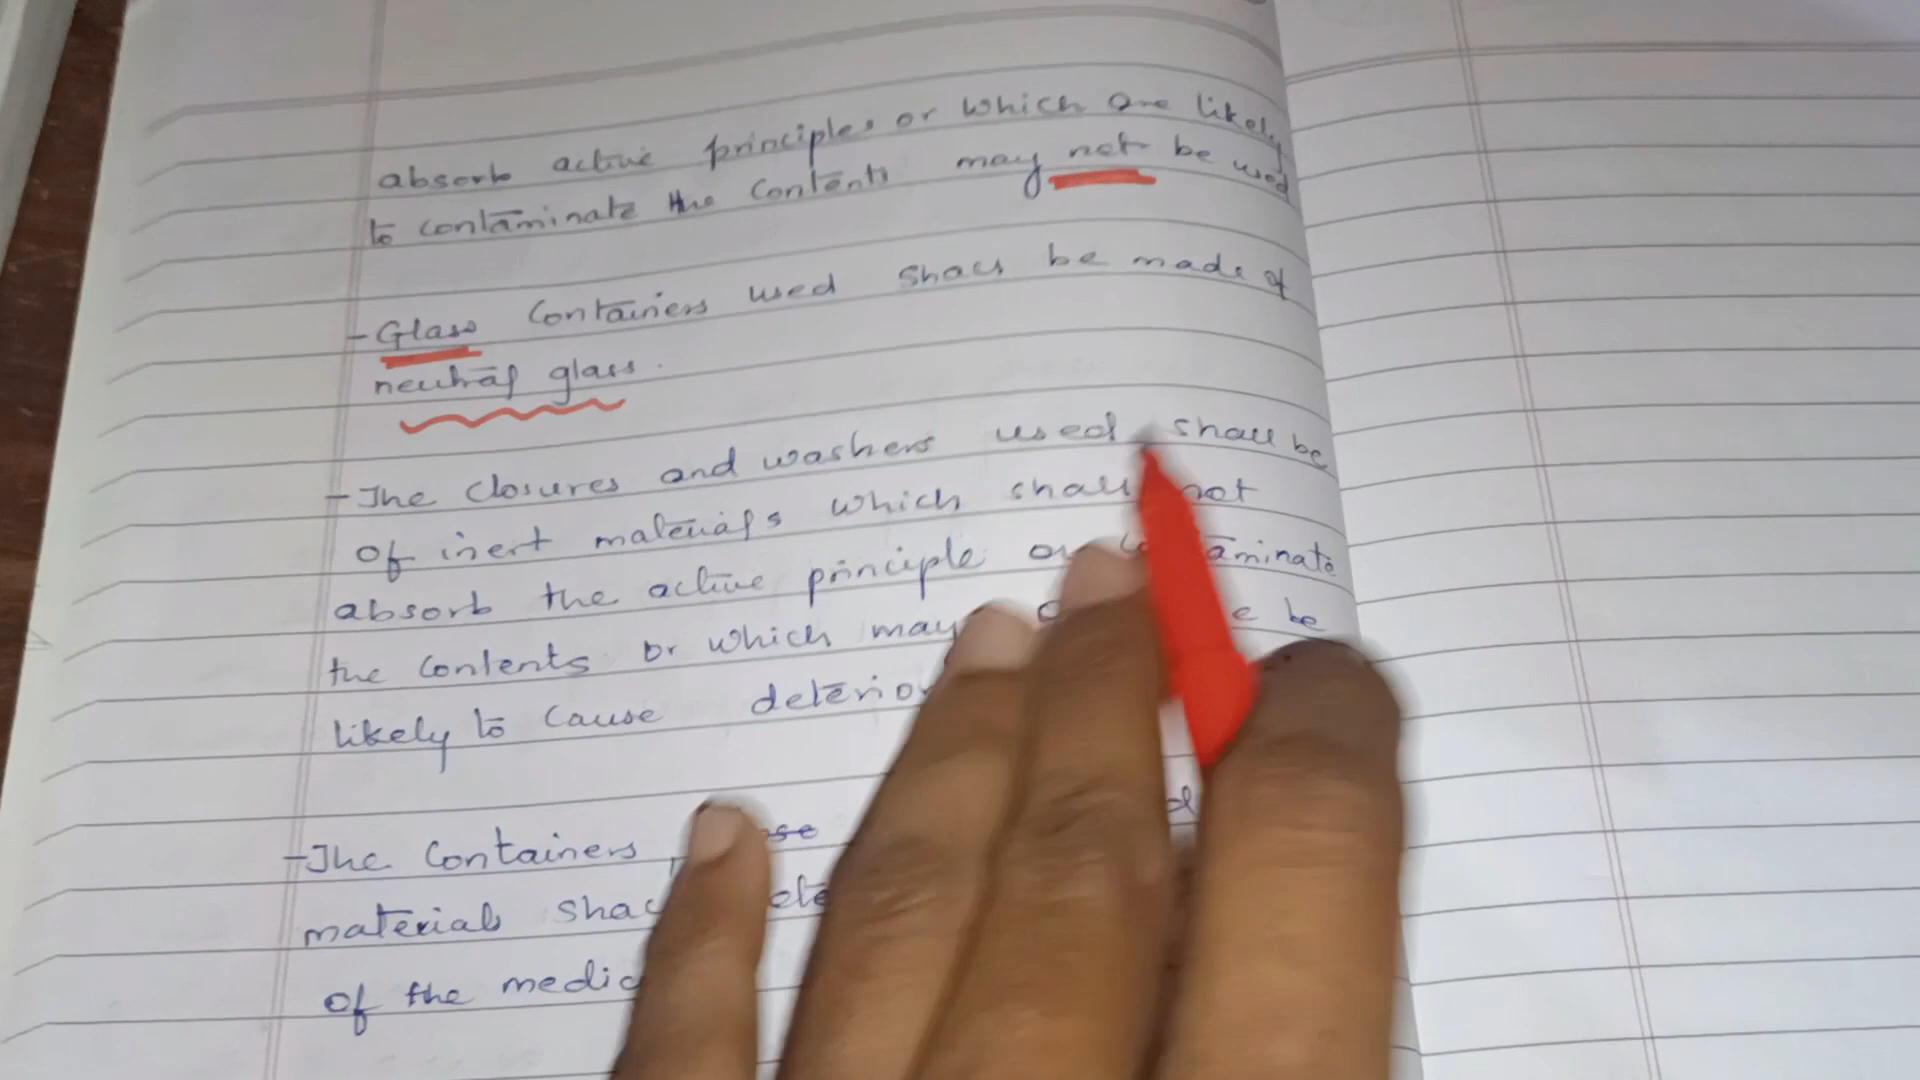 absorb active principles or which are likely
to contaminate the contents may not be used
- Glass Containers used shall be made of
neutral glass.
- The closures and washers used shall be
of inert materials which shall not
absorb the active principle or
the contents or which may be
likely to cause
- The Containers
material
of the